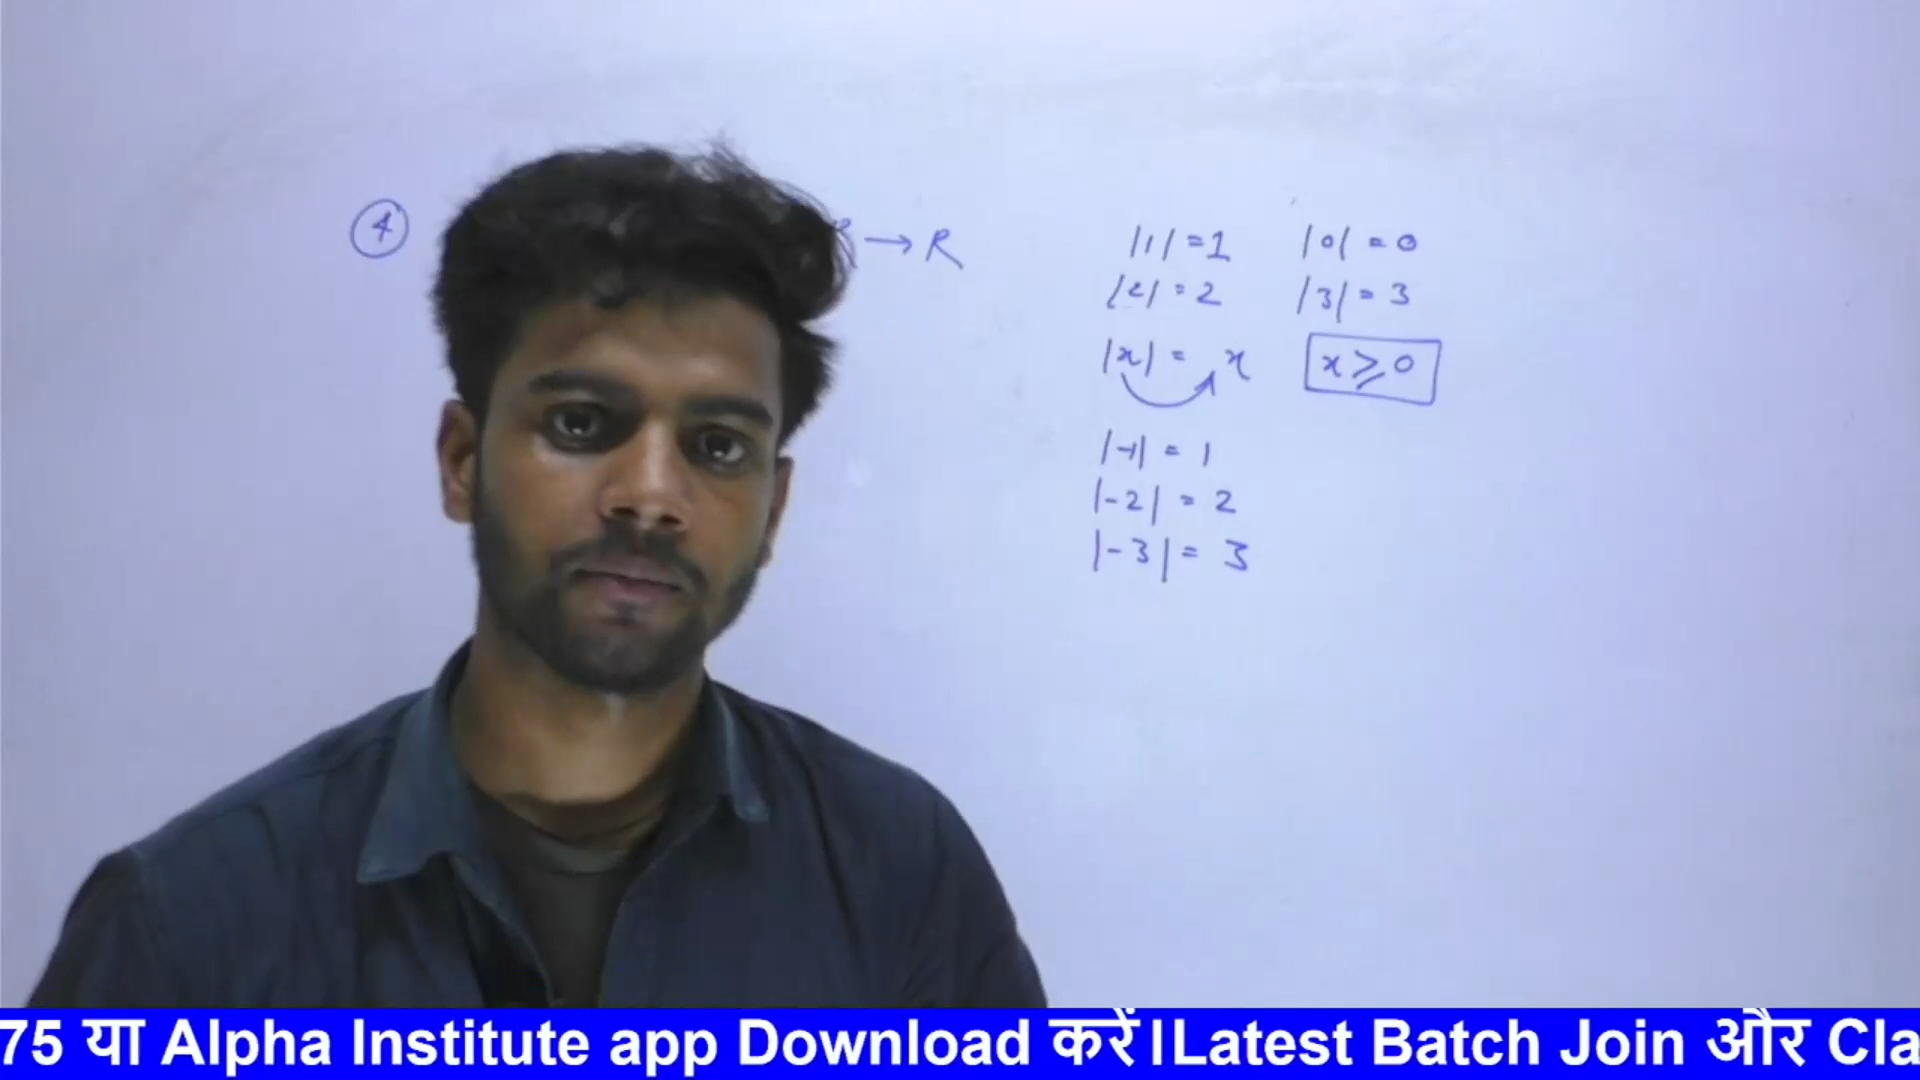 ④ R → R
|1| = 1 |0| = 0
|2| = 2 |3| = 3
|x| = x x ⩾ 0
|-1| = 1
|-2| = 2
|-3| = 3
75 या Alpha Institute app Download करें।Latest Batch Join और Cla